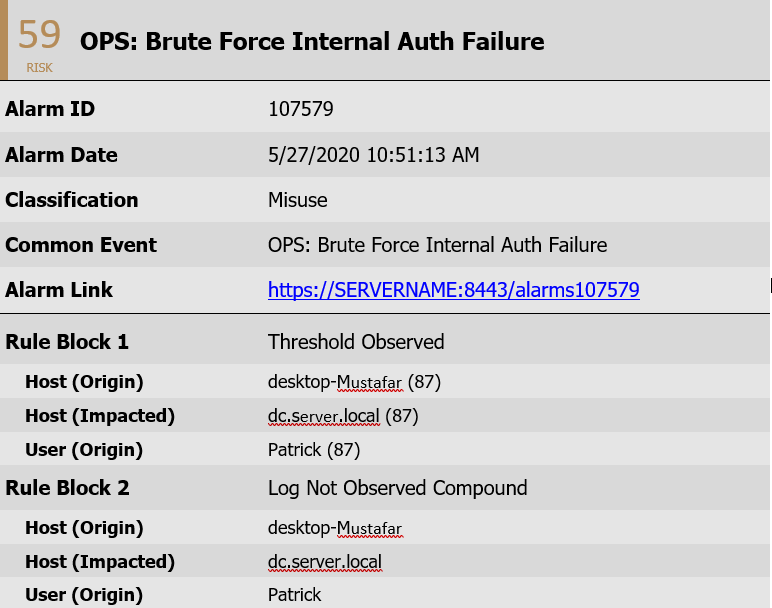 59
RISK
OPS: Brute Force Internal Auth Failure
Alarm ID 107579
Alarm Date 5/27/2020 10:51:13 AM
Classification Misuse
Common Event OPS: Brute Force Internal Auth Failure
Alarm Link https://SERVERNAME:8443/alarms107579
Rule Block 1 Threshold Observed
Host (Origin) desktop-Mustafar (87)
Host (Impacted) dc.server.local (87)
User (Origin) Patrick (87)
Rule Block 2 Log Not Observed Compound
Host (Origin) desktop-Mustafar
Host (Impacted) dc.server.local
User (Origin) Patrick